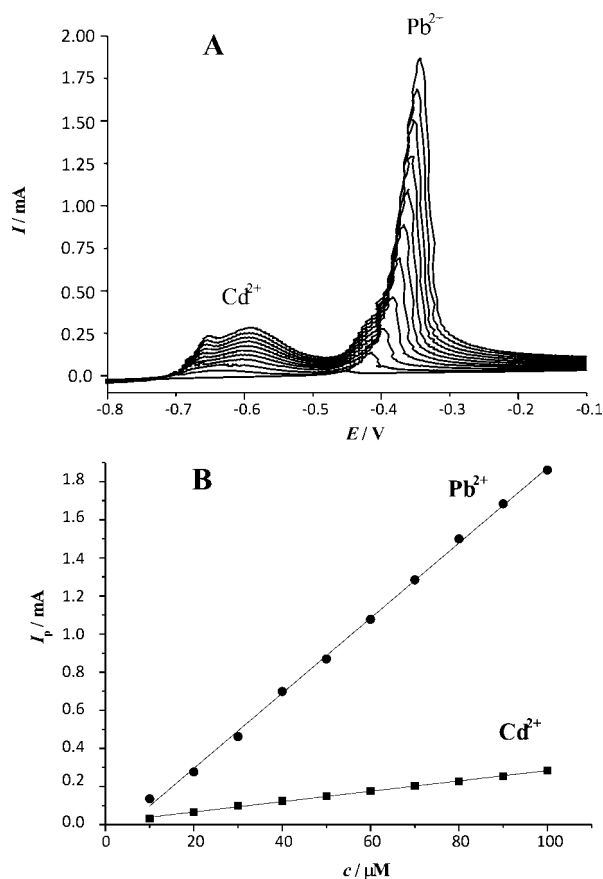 A
Pb²⁻
Cd²⁺
I / mA
2.00
1.75
1.50
1.25
1.00
0.75
0.50
0.25
0.0
-0.8 -0.7 -0.6 -0.5 -0.4 -0.3 -0.2 -0.1
E / V
B
Pb²⁺
Cd²⁺
Iₚ / mA
1.8
1.6
1.4
1.2
1.0
0.8
0.6
0.4
0.2
0.0
0 20 40 60 80 100
c / μM